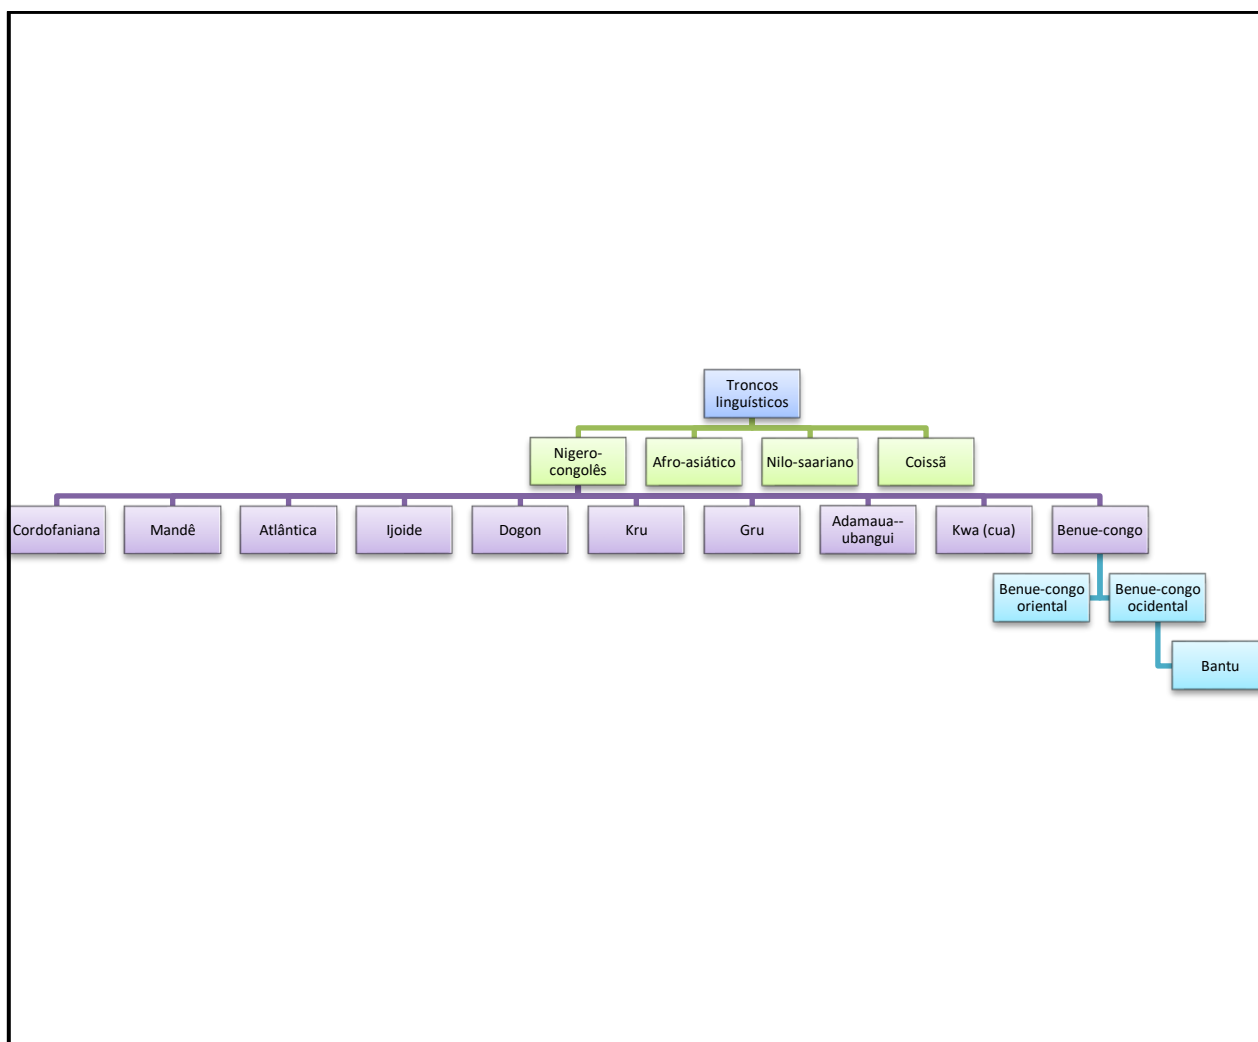 Troncos
linguísticos
Nigero-
congolês
Afro-asiático
Nilo-saariano
Coissã
Cordofaniana
Mandê
Atlântica
Ijoide
Dogon
Kru
Gru
Adamaua--
ubangui
Kwa (cua)
Benue-congo
Benue-congo
oriental
Benue-congo
ocidental
Bantu